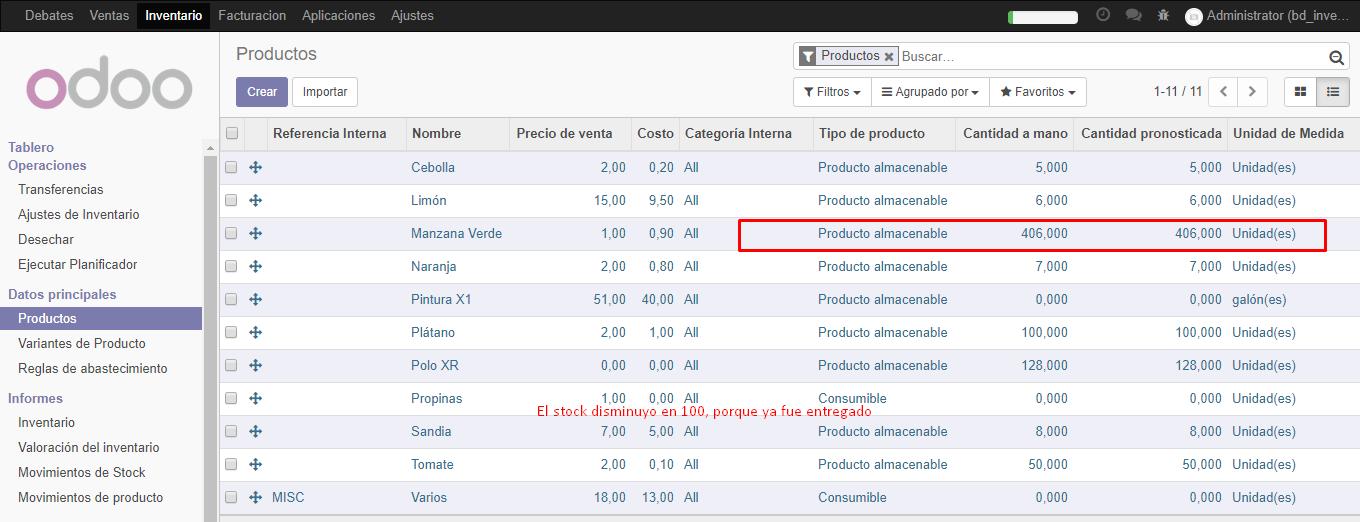 Debates Ventas Inventario Facturacion Aplicaciones Ajustes Administrator (bd_inve...
odoo
Tablero
Operaciones
Transferencias
Ajustes de Inventario
Desechar
Ejecutar Planificador
Datos principales
Productos
Variantes de Producto
Reglas de abastecimiento
Informes
Inventario
Valoración del inventario
Movimientos de Stock
Movimientos de producto
Productos
Productos Buscar...
Crear Importar
Filtros Agrupado por Favoritos 1-11 / 11
Referencia Interna Nombre Precio de venta Costo Categoría Interna Tipo de producto Cantidad a mano Cantidad pronosticada Unidad de Medida
Cebolla 2,00 0,20 All Producto almacenable 5,000 5,000 Unidad(es)
Limón 15,00 9,50 All Producto almacenable 6,000 6,000 Unidad(es)
Manzana Verde 1,00 0,90 All Producto almacenable 406,000 406,000 Unidad(es)
Naranja 2,00 0,80 All Producto almacenable 7,000 7,000 Unidad(es)
Pintura X1 51,00 40,00 All Producto almacenable 0,000 0,000 galón(es)
Plátano 2,00 1,00 All Producto almacenable 100,000 100,000 Unidad(es)
Polo XR 0,00 0,00 All Producto almacenable 128,000 128,000 Unidad(es)
Propinas 1,00 0,00 All Consumible 0,000 0,000 Unidad(es)
El stock disminuyo en 100, porque ya fue entregado
Sandia 7,00 5,00 All Producto almacenable 8,000 8,000 Unidad(es)
Tomate 2,00 0,10 All Producto almacenable 50,000 50,000 Unidad(es)
MISC Varios 18,00 13,00 All Consumible 0,000 0,000 Unidad(es)